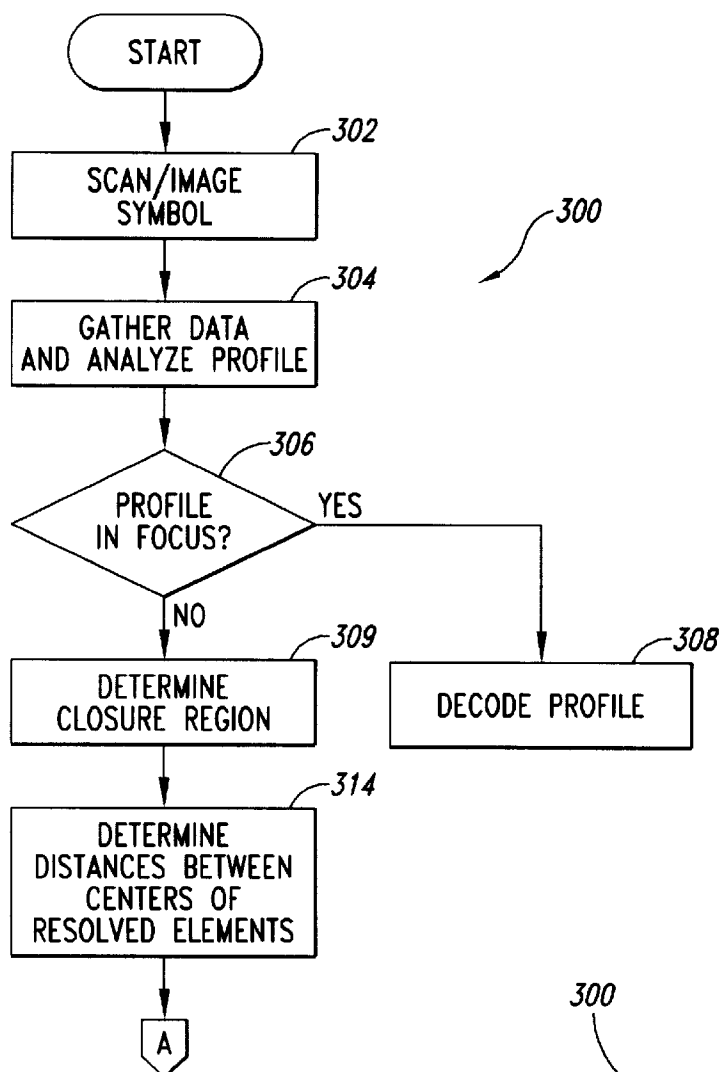 START
302
SCAN/IMAGE
SYMBOL
300
304
GATHER DATA
AND ANALYZE PROFILE
306
PROFILE
IN FOCUS?
YES
NO
309
DETERMINE
CLOSURE REGION
308
DECODE PROFILE
314
DETERMINE
DISTANCES BETWEEN
CENTERS OF
RESOLVED ELEMENTS
300
A